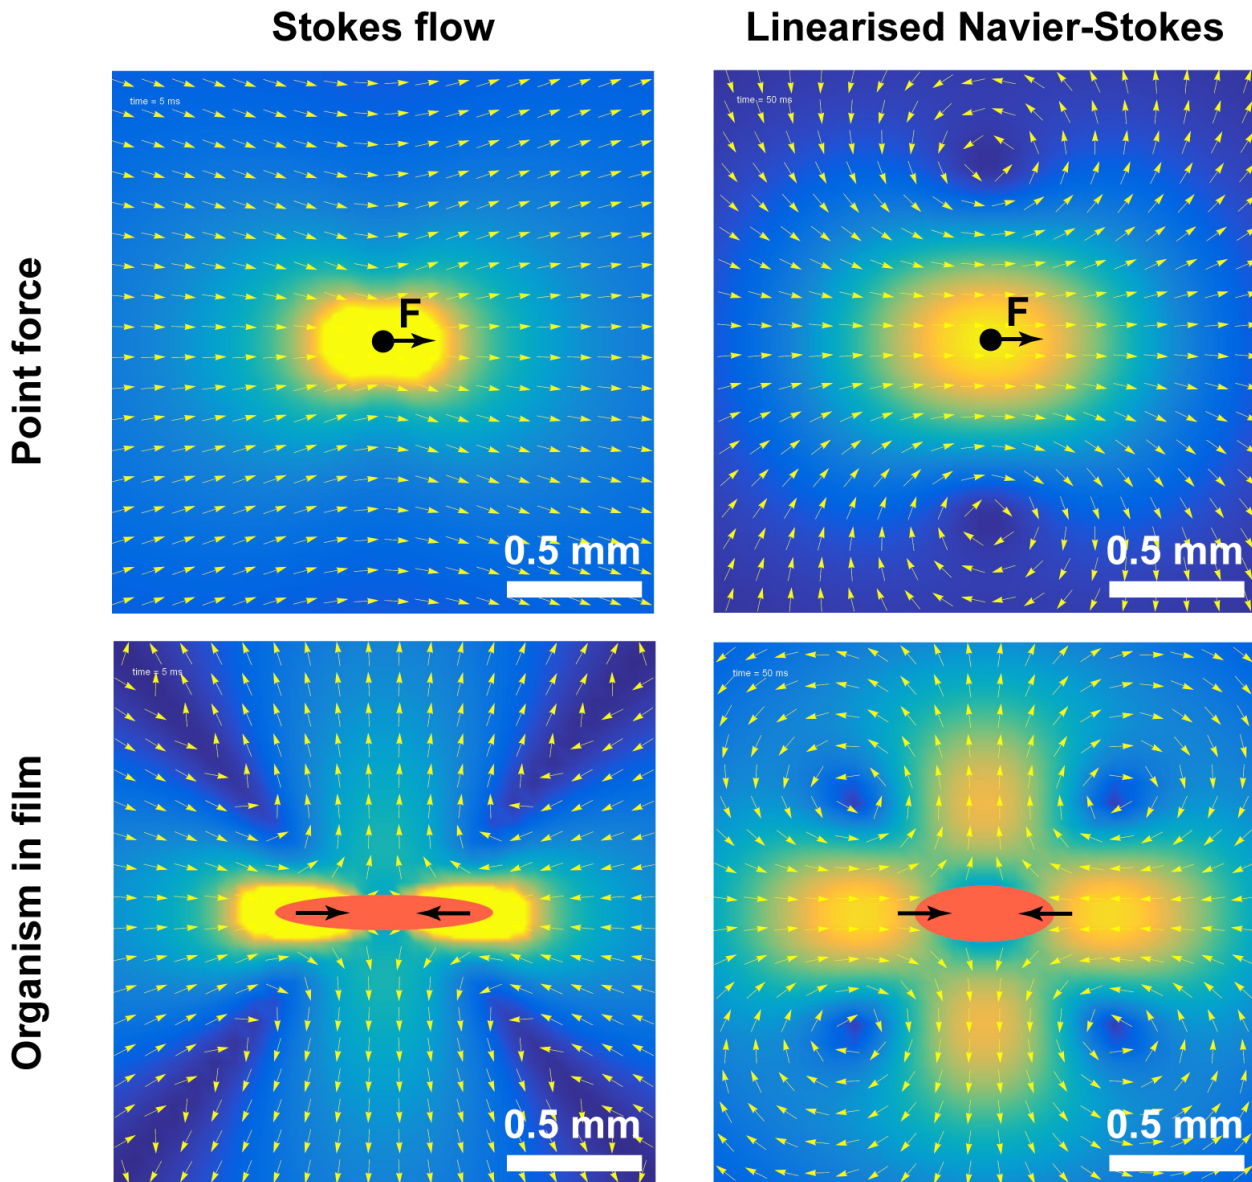 Stokes flow
Linearised Navier-Stokes
Point force
time = 5 ms
F
0.5 mm
time = 50 ms
F
0.5 mm
Organism in film
time = 5 ms
0.5 mm
time = 50 ms
0.5 mm